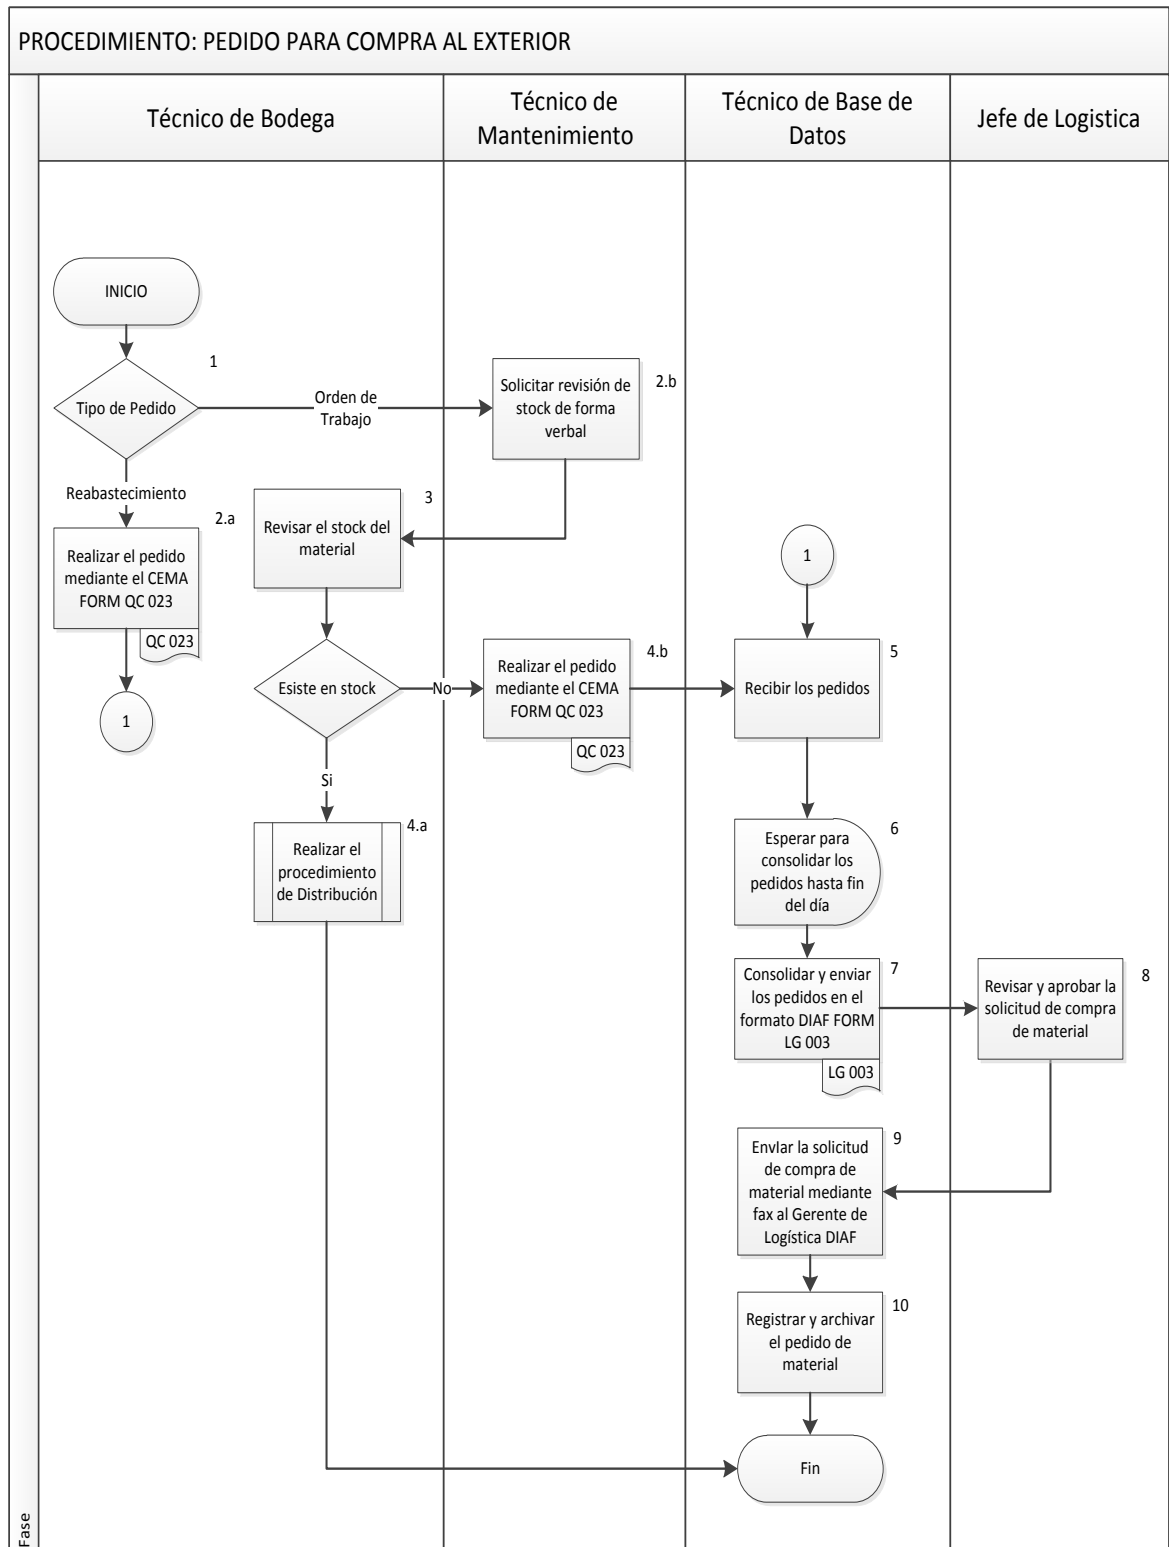 PROCEDIMIENTO: PEDIDO PARA COMPRA AL EXTERIOR
Técnico de Bodega
Técnico de
Mantenimiento
Técnico de Base de
Datos
Jefe de Logistica
INICIO
1
Tipo de Pedido
Orden de
Trabajo
Solicitar revisión de
stock de forma
verbal
2.b
Reabastecimiento
2.a
Realizar el pedido
mediante el CEMA
FORM QC 023
QC 023
1
3
Revisar el stock del
material
Esiste en stock
No
Si
4.a
Realizar el
procedimiento
de Distribución
4.b
Realizar el pedido
mediante el CEMA
FORM QC 023
QC 023
1
5
Recibir los pedidos
6
Esperar para
consolidar los
pedidos hasta fin
del día
7
Consolidar y enviar
los pedidos en el
formato DIAF FORM
LG 003
LG 003
8
Revisar y aprobar la
solicitud de compra
de material
9
EnvIar la solicitud
de compra de
material mediante
fax al Gerente de
Logística DIAF
10
Registrar y archivar
el pedido de
material
Fin
Fase